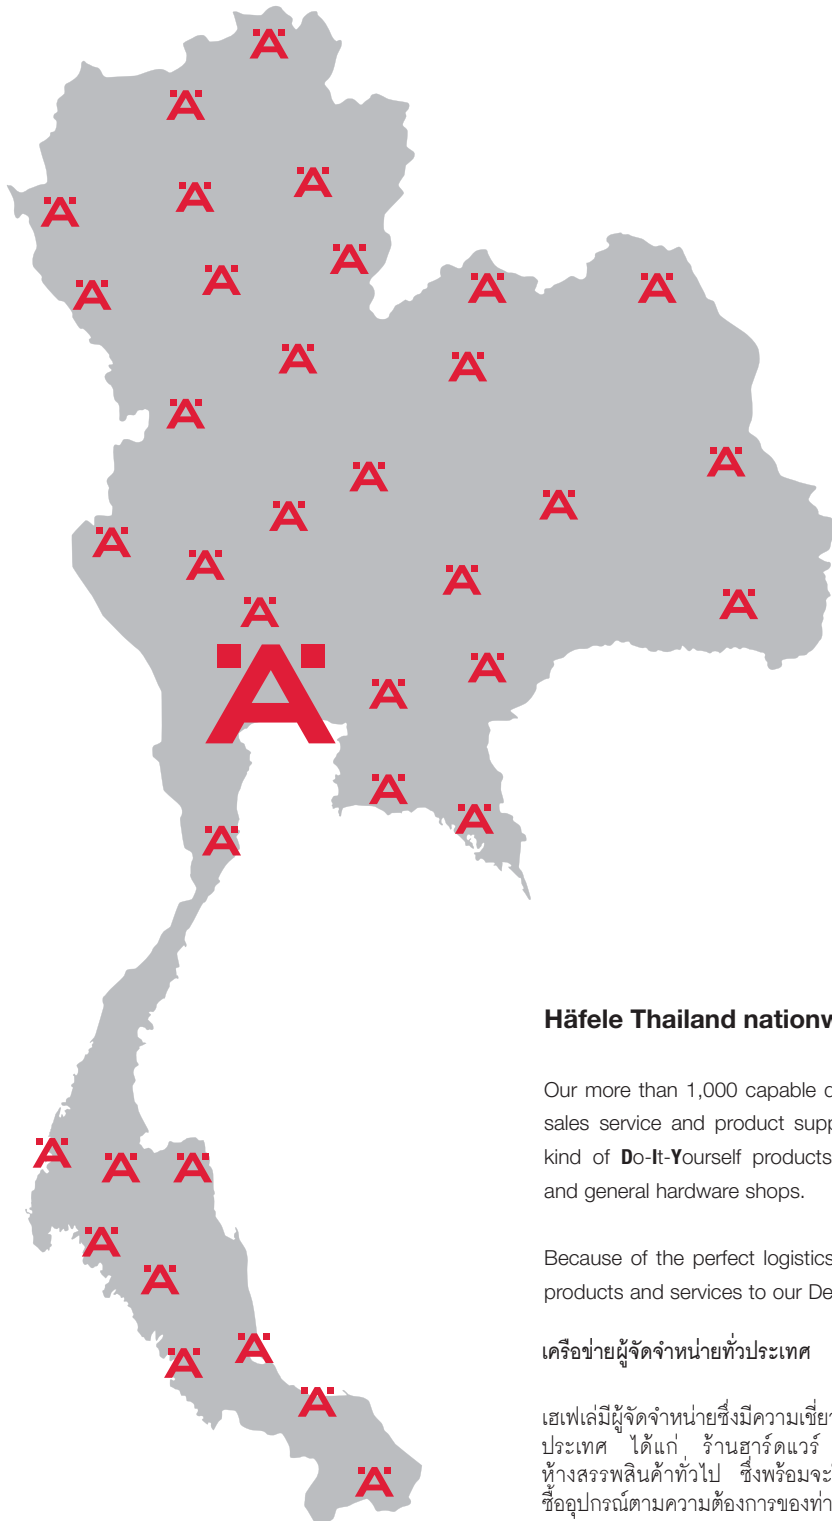 Häfele Thailand nationw
Our more than 1,000 capable d
sales service and product supp
kind of Do-It-Yourself products
and general hardware shops.
Because of the perfect logistics
products and services to our De
เครือข่ายผู้จัดจำหน่ายทั่วประเทศ
เฮเฟเล่มีผู้จัดจำหน่ายซึ่งมีความเชี่ยว
ประเทศ ได้แก่ ร้านฮาร์ดแวร์
ห้างสรรพสินค้าทั่วไป ซึ่งพร้อมจะ
ซื้ออุปกรณ์ตามความต้องการของท่า